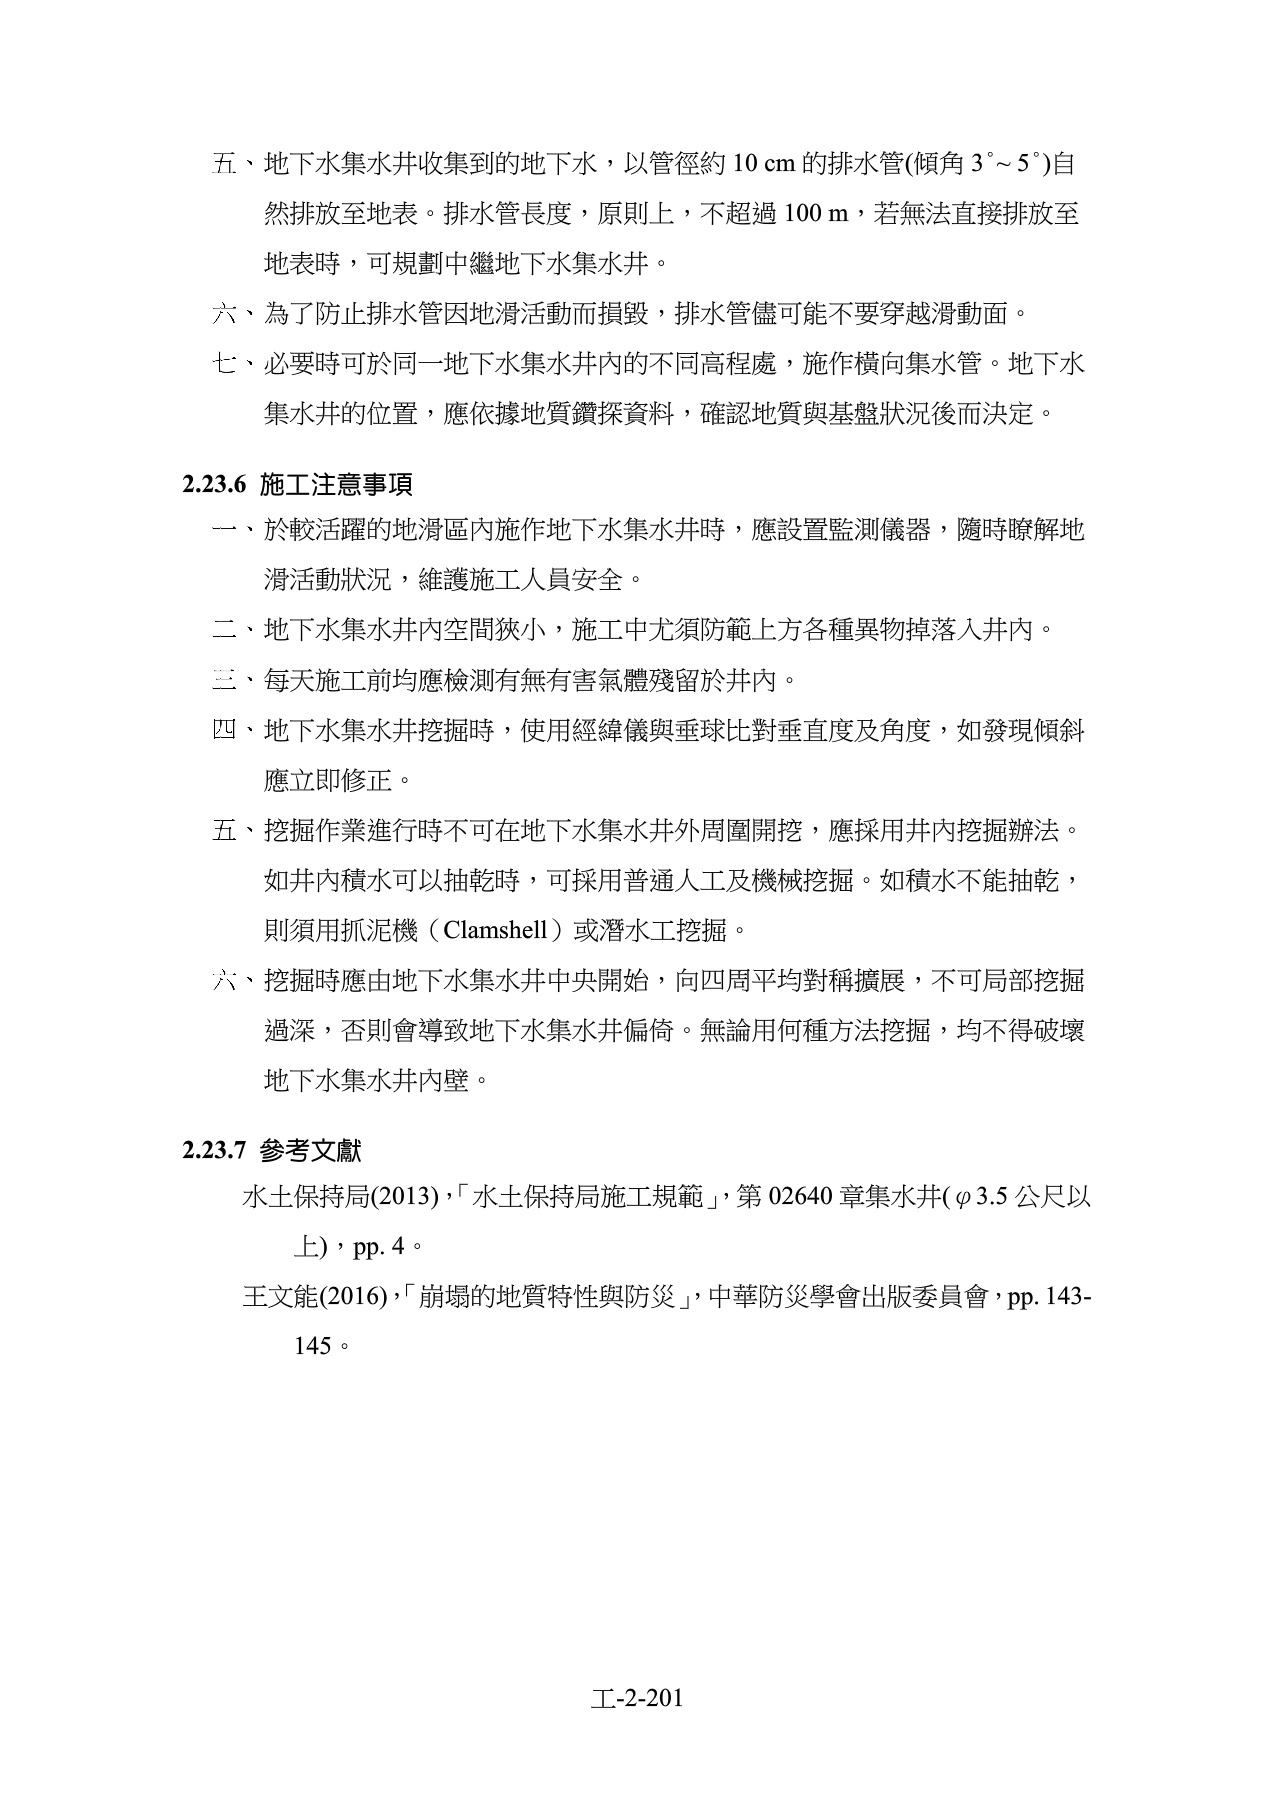 五、地下水集水井收集到的地下水，以管徑約 10 cm 的排水管(傾角 3˚~ 5˚)自
然排放至地表。排水管長度，原則上，不超過 100 m，若無法直接排放至
地表時，可規劃中繼地下水集水井。
六、為了防止排水管因地滑活動而損毀，排水管儘可能不要穿越滑動面。
七、必要時可於同一地下水集水井內的不同高程處，施作橫向集水管。地下水
集水井的位置，應依據地質鑽探資料，確認地質與基盤狀況後而決定。
2.23.6 施工注意事項
一、於較活躍的地滑區內施作地下水集水井時，應設置監測儀器，隨時瞭解地
滑活動狀況，維護施工人員安全。
二、地下水集水井內空間狹小，施工中尤須防範上方各種異物掉落入井內。
三、每天施工前均應檢測有無有害氣體殘留於井內。
四、地下水集水井挖掘時，使用經緯儀與垂球比對垂直度及角度，如發現傾斜
應立即修正。
五、挖掘作業進行時不可在地下水集水井外周圍開挖，應採用井內挖掘辦法。
如井內積水可以抽乾時，可採用普通人工及機械挖掘。如積水不能抽乾，
則須用抓泥機（Clamshell）或潛水工挖掘。
六、挖掘時應由地下水集水井中央開始，向四周平均對稱擴展，不可局部挖掘
過深，否則會導致地下水集水井偏倚。無論用何種方法挖掘，均不得破壞
地下水集水井內壁。
2.23.7 參考文獻
水土保持局(2013)，「水土保持局施工規範」，第 02640 章集水井(φ3.5 公尺以
上)，pp. 4。
王文能(2016)，「崩塌的地質特性與防災」，中華防災學會出版委員會，pp. 143-
145。
工-2-201